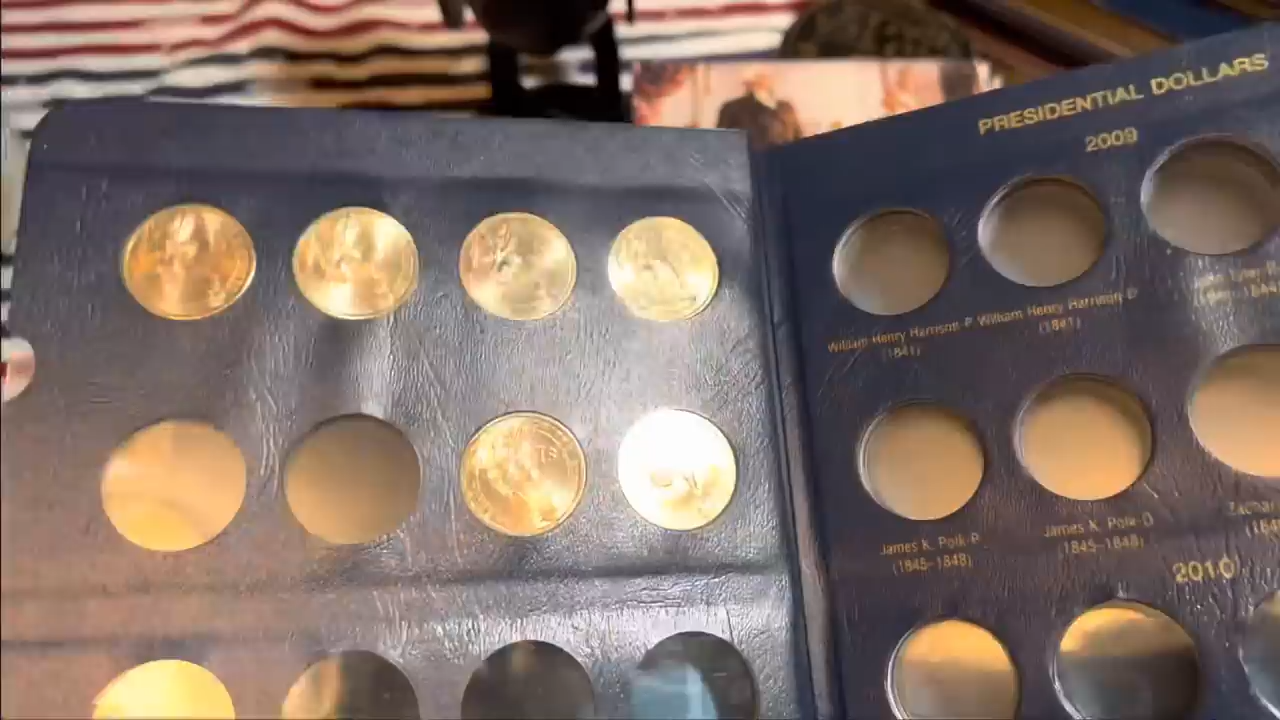 PRESIDENTIAL DOLLARS
2009
William Henry Harrison-P William Henry Harrison-D
(1841) (1841)
James K. Polk-P James K. Polk-D
(1845-1848) (1845-1848)
2010